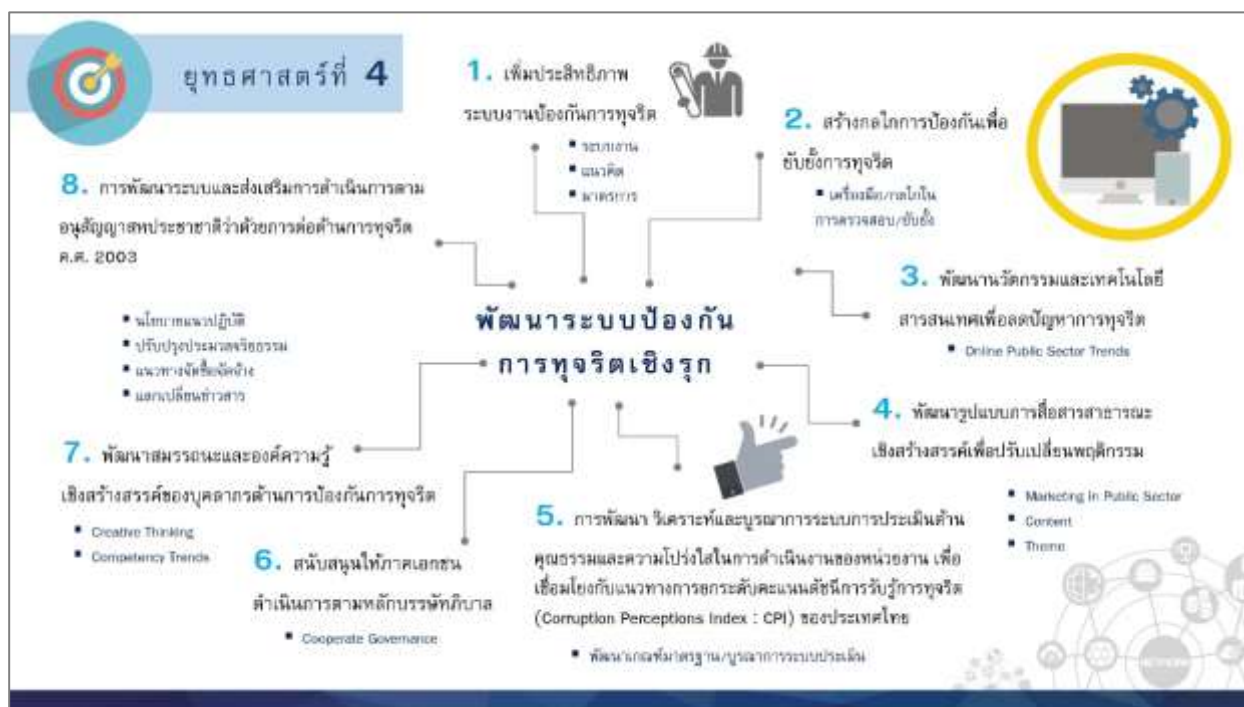 ยุทธศาสตร์ที่ 4
1. เพิ่มประสิทธิภาพ
ระบบงานป้องกันการทุจริต
▪ ระบบงาน
▪ แนวคิด
▪ มาตรการ
2. สร้างกลไกการป้องกันเพื่อ
ยับยั้งการทุจริต
▪ เครื่องมือ/กลไกใน
การตรวจสอบ/ยับยั้ง
3. พัฒนานวัตกรรมและเทคโนโลยี
สารสนเทศเพื่อลดปัญหาการทุจริต
▪ Online Public Sector Trends
พัฒนาระบบป้องกัน
การทุจริตเชิงรุก
4. พัฒนารูปแบบการสื่อสารสาธารณะ
เชิงสร้างสรรค์เพื่อปรับเปลี่ยนพฤติกรรม
▪ Marketing in Public Sector
▪ Content
▪ Theme
5. การพัฒนา วิเคราะห์และบูรณาการระบบการประเมินด้าน
คุณธรรมและความโปร่งใสในการดำเนินงานของหน่วยงาน เพื่อ
เชื่อมโยงกับแนวทางการยกระดับคะแนนดัชนีการรับรู้การทุจริต
(Corruption Perceptions Index : CPI) ของประเทศไทย
▪ พัฒนาเกณฑ์มาตรฐาน/บูรณาการระบบประเมิน
6. สนับสนุนให้ภาคเอกชน
ดำเนินการตามหลักบรรษัทภิบาล
▪ Cooperate Governance
7. พัฒนาสมรรถนะและองค์ความรู้
เชิงสร้างสรรค์ของบุคลากรด้านการป้องกันการทุจริต
▪ Creative Thinking
▪ Competency Trends
8. การพัฒนาระบบและส่งเสริมการดำเนินการตาม
อนุสัญญาสหประชาชาติว่าด้วยการต่อต้านการทุจริต
ค.ศ. 2003
▪ นโยบายแนวปฏิบัติ
▪ ปรับปรุงประมวลจริยธรรม
▪ แนวทางจัดซื้อจัดจ้าง
▪ แลกเปลี่ยนข่าวสาร